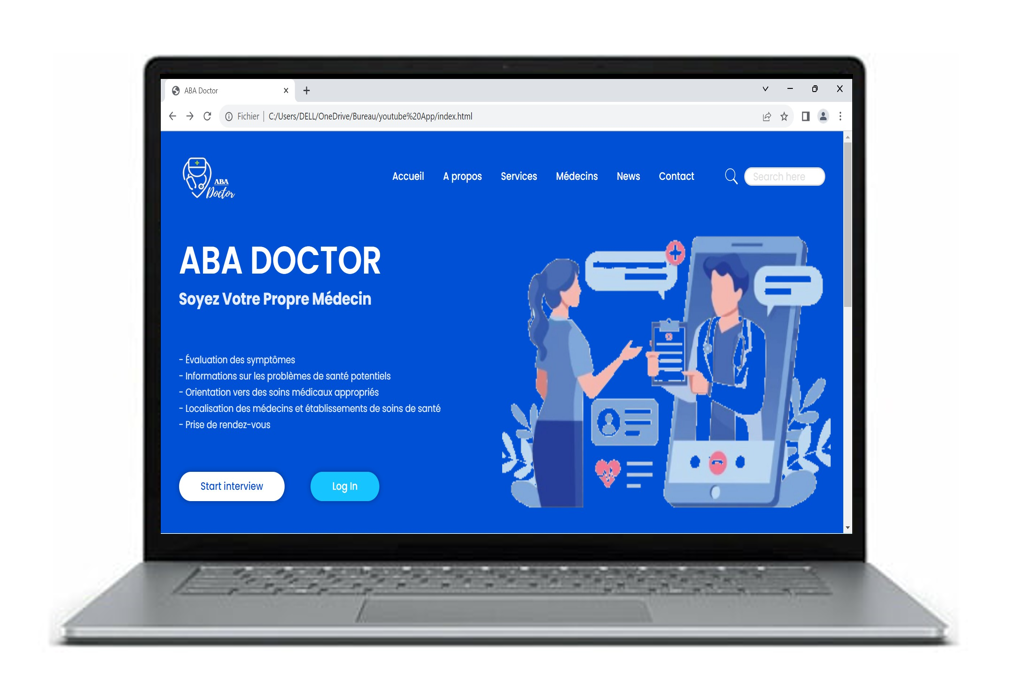 ABA Doctor
Fichier | C:/Users/DELL/OneDrive/Bureau/youtube%20App/index.html
ABA
Doctor
Accueil A propos Services Médecins News Contact Search here
ABA DOCTOR
Soyez Votre Propre Médecin
- Évaluation des symptômes
- Informations sur les problèmes de santé potentiels
- Orientation vers des soins médicaux appropriés
- Localisation des médecins et établissements de soins de santé
- Prise de rendez-vous
Start interview Log In